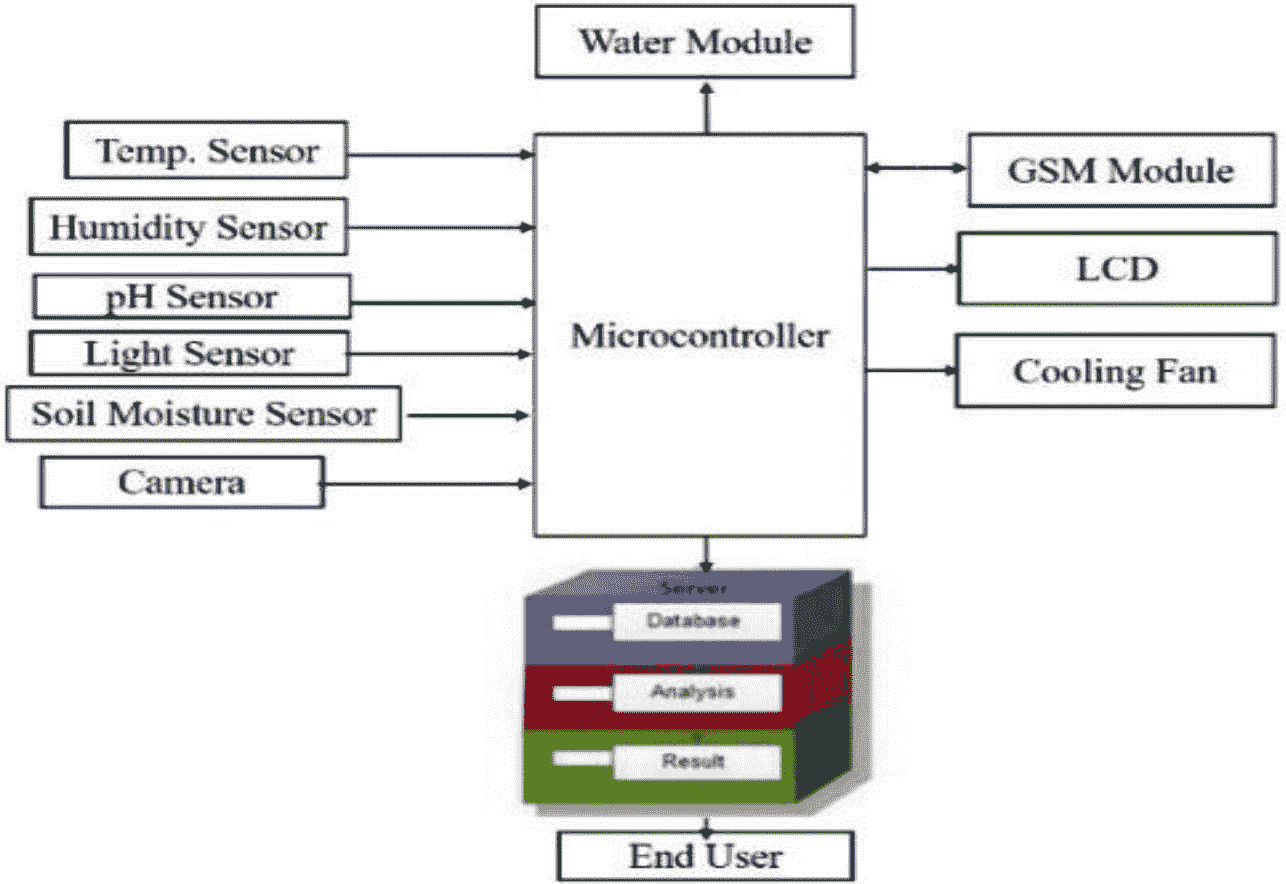 Water Module
Temp. Sensor
Humidity Sensor
pH Sensor
Light Sensor
Soil Moisture Sensor
Camera
Microcontroller
GSM Module
LCD
Cooling Fan
Server
Database
Analysis
Result
End User